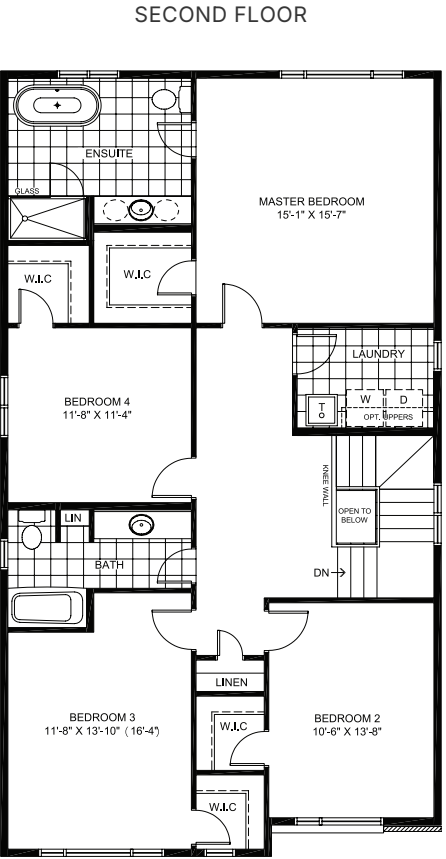 SECOND FLOOR
ENSUITE
GLASS
MASTER BEDROOM
15'-1" X 15'-7"
W.I.C
W.I.C
LAUNDRY
W
D
T
OPT. UPPERS
BEDROOM 4
11'-8" X 11'-4"
KNEE WALL
OPEN TO
BELOW
LIN
BATH
DN
LINEN
BEDROOM 3
11'-8" X 13'-10" (16'-4")
W.I.C
BEDROOM 2
10'-6" X 13'-8"
W.I.C